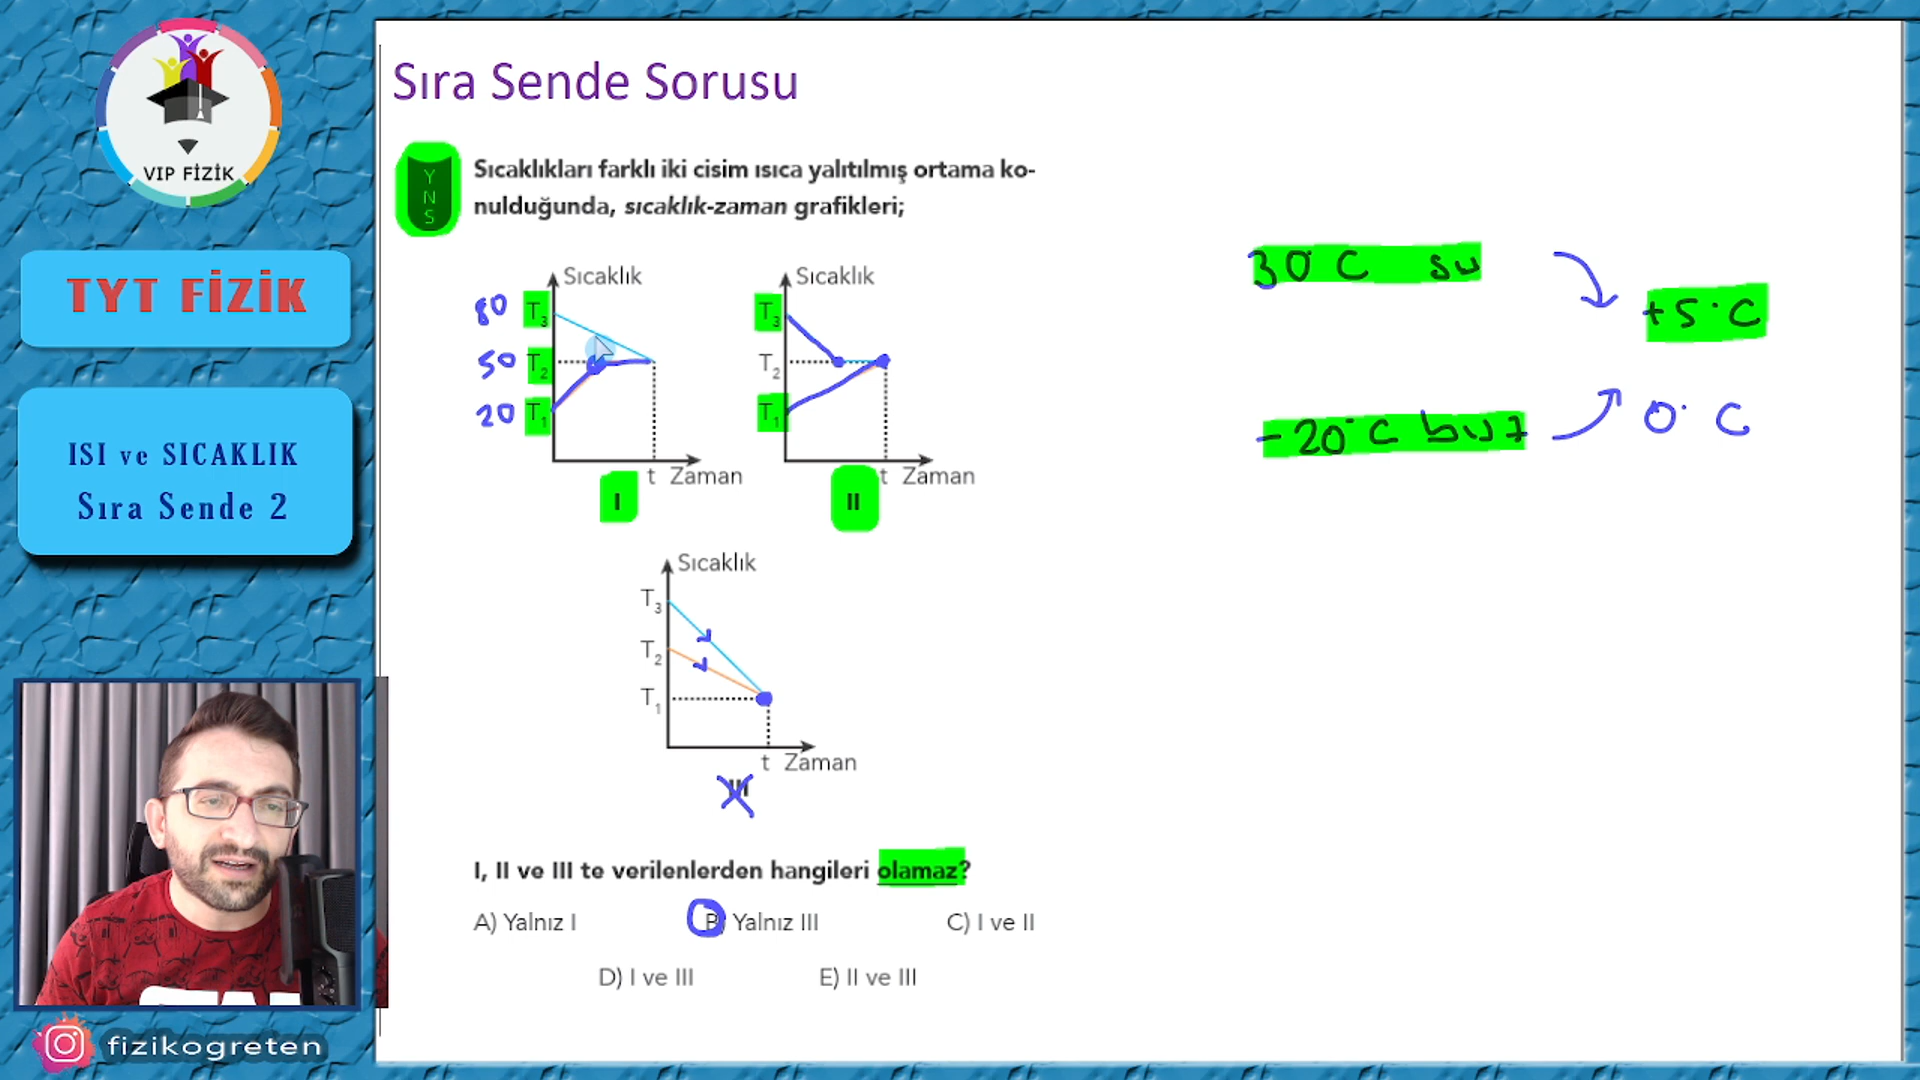 VIP FİZİK
TYT FİZİK
ISI ve SICAKLIK
Sıra Sende 2
fizikogreten
Sıra Sende Sorusu
YNS
Sıcaklıkları farklı iki cisim ısıca yalıtılmış ortama ko-
nulduğunda, sıcaklık-zaman grafikleri;
Sıcaklık
80 T3
50 T2
20 T1
t Zaman
I
Sıcaklık
T3
T2
T1
t Zaman
II
Sıcaklık
T3
T2
T1
t Zaman
III
30°C su
+5°C
-20°C buz
0°C
I, II ve III te verilenlerden hangileri olamaz?
A) Yalnız I B) Yalnız III C) I ve II
D) I ve III E) II ve III